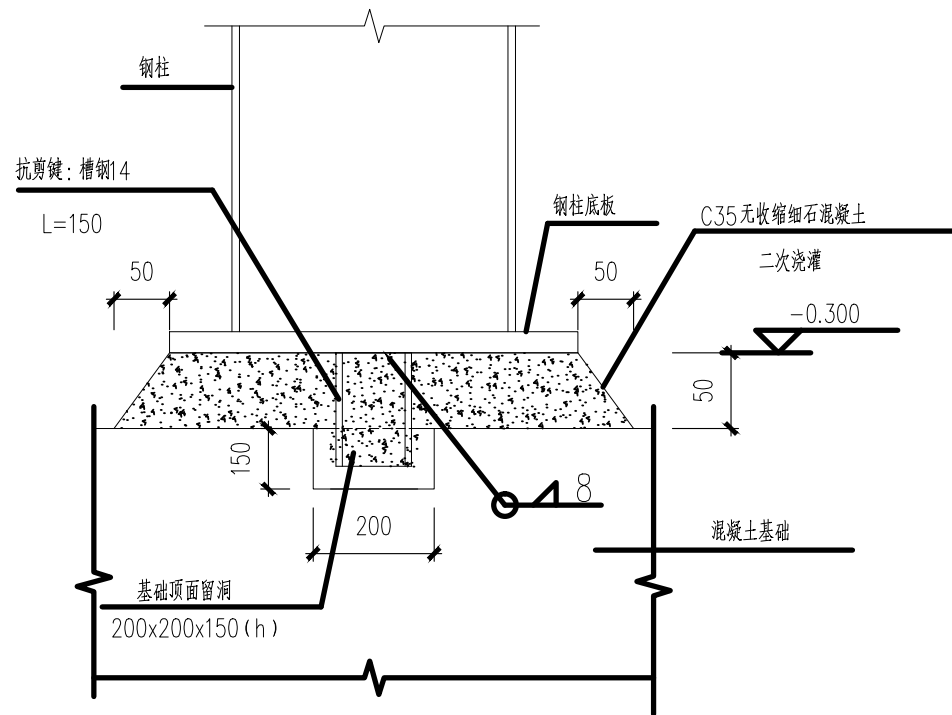 钢柱
抗剪键：槽钢14
L=150
钢柱底板
C35无收缩细石混凝土
二次浇灌
50
50
-0.300
50
150
200
8
混凝土基础
基础顶面留洞
200x200x150(h)